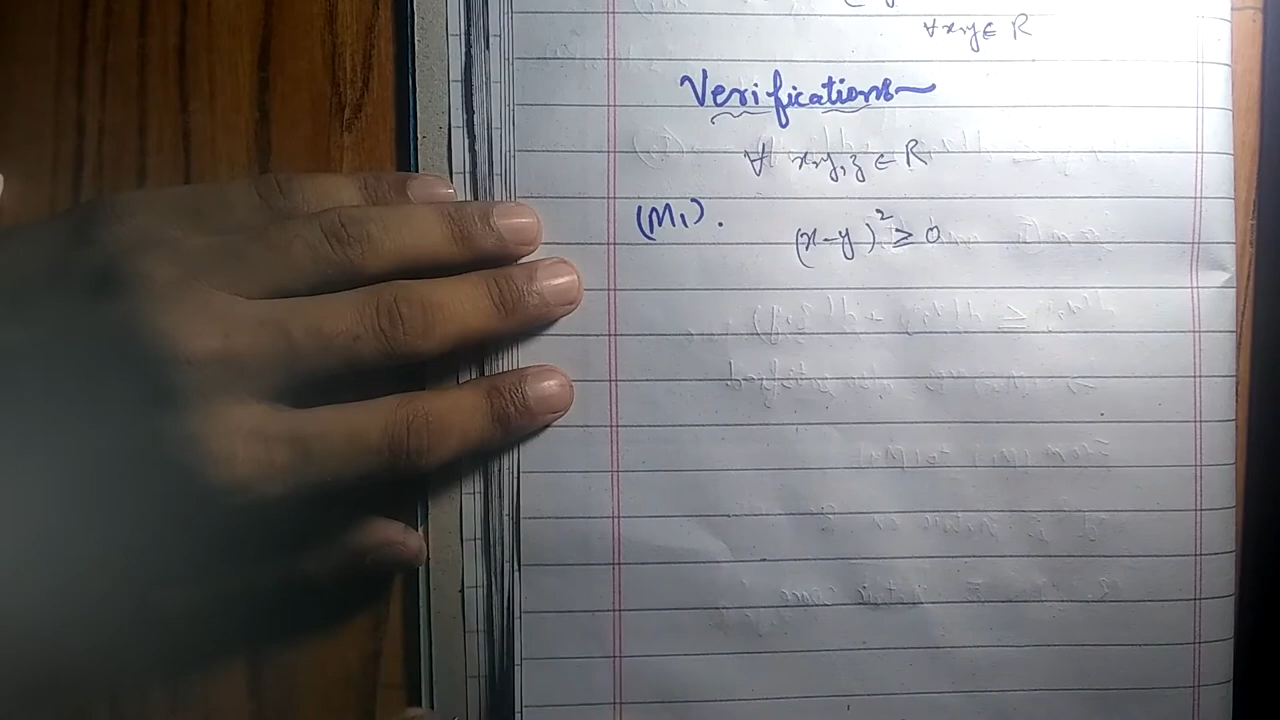 ∀ x,y ∈ R
Verifications
∀ x,y,z ∈ R
(M₁). (x-y)² ≥ 0